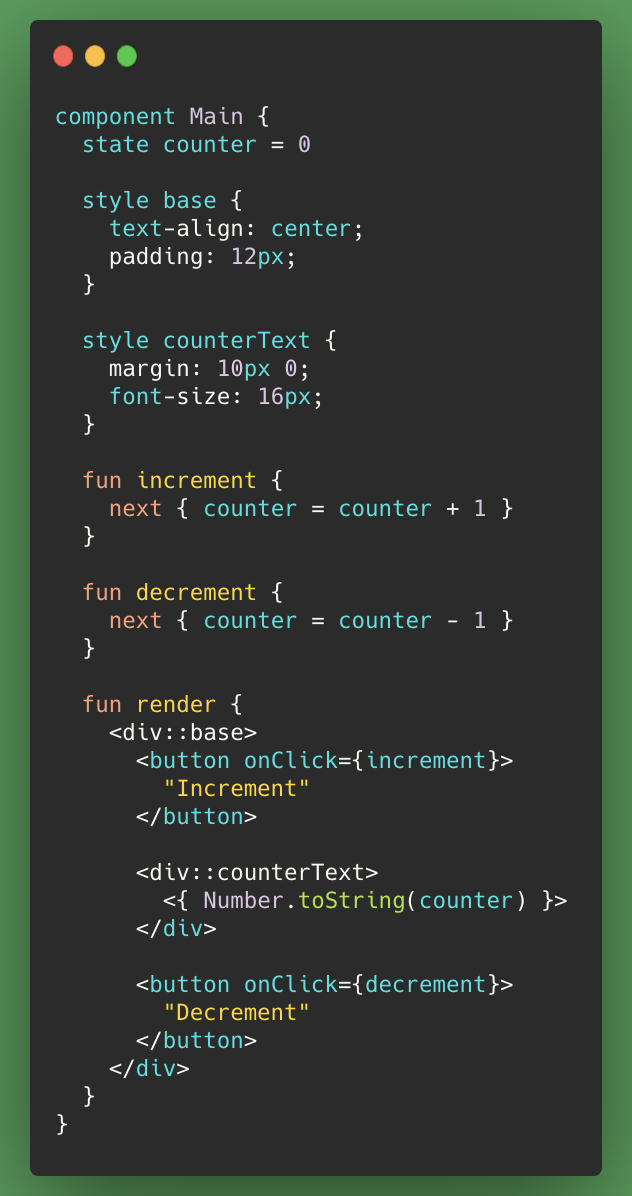 component Main {
  state counter = 0

  style base {
    text-align: center;
    padding: 12px;
  }

  style counterText {
    margin: 10px 0;
    font-size: 16px;
  }

  fun increment {
    next { counter = counter + 1 }
  }

  fun decrement {
    next { counter = counter - 1 }
  }

  fun render {
    <div::base>
      <button onClick={increment}>
        "Increment"
      </button>

      <div::counterText>
        <{ Number.toString(counter) }>
      </div>

      <button onClick={decrement}>
        "Decrement"
      </button>
    </div>
  }
}